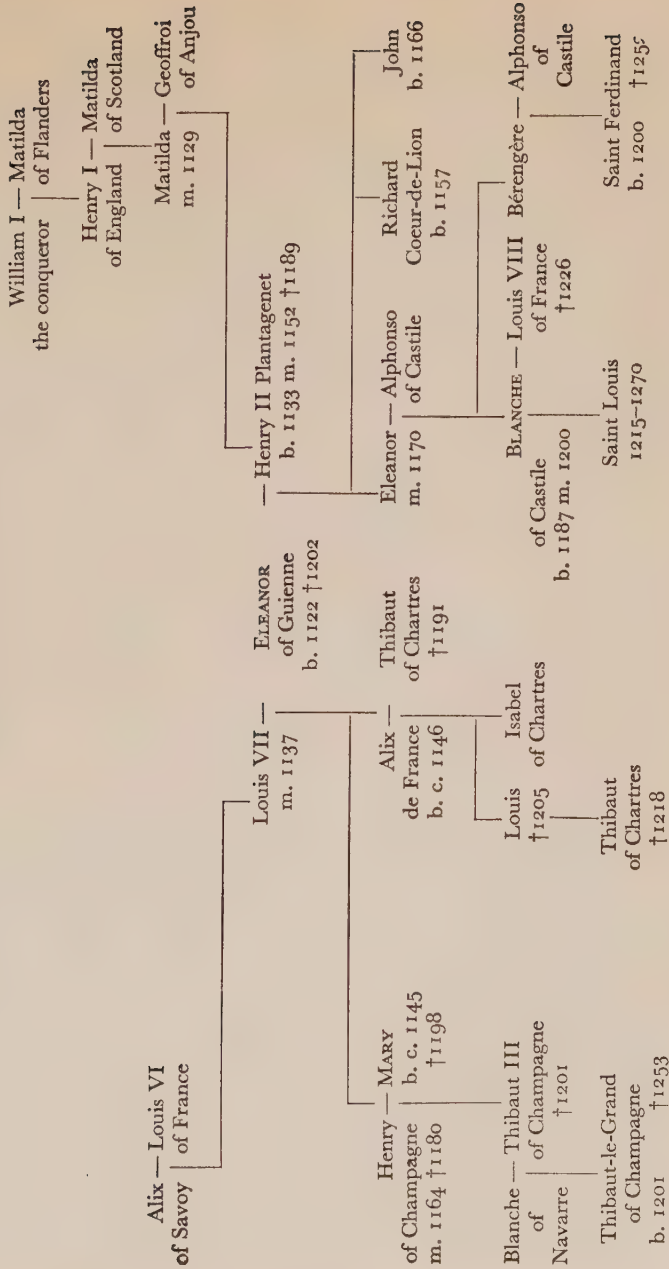 William I — Matilda
the conqueror of Flanders
Henry I — Matilda
of England of Scotland
Matilda — Geoffroi
m. 1129 of Anjou
Alix — Louis VI
of Savoy of France
Louis VII —
m. 1137
ELEANOR
of Guienne
b. 1122 †1202
— Henry II Plantagenet
b. 1133 m. 1152 †1189
Henry — MARY
of Champagne b. c. 1145
m. 1164 †1180 †1198
Alix —
de France
b. c. 1146
Thibaut
of Chartres
†1191
Eleanor — Alphonso
m. 1170 of Castile
Richard
Coeur-de-Lion
b. 1157
John
b. 1166
Blanche — Thibaut III
of of Champagne
Navarre †1201
Louis
†1205
Isabel
of Chartres
BLANCHE — Louis VIII
of Castile of France
b. 1187 m. 1200 †1226
Bérengère — Alphonso
of
Castile
Thibaut-le-Grand
of Champagne
b. 1201 †1253
Thibaut
of Chartres
†1218
Saint Louis
1215–1270
Saint Ferdinand
b. 1200